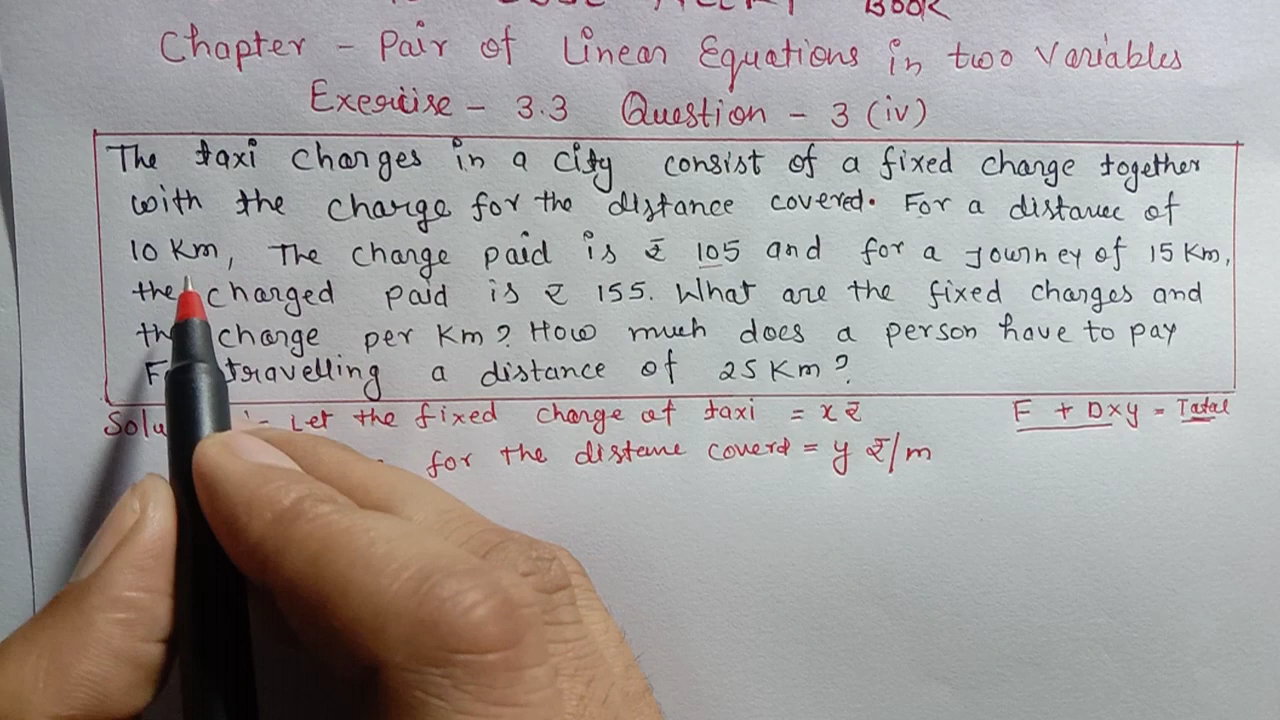 Book
Chapter - Pair of Linear Equations in two Variables
Exercise - 3.3 Question - 3 (iv)
The taxi charges in a city consist of a fixed charge together
with the charge for the distance covered. For a distance of
10 Km, The charge paid is ₹ 105 and for a Journey of 15 Km,
the charged paid is ₹ 155. What are the fixed charges and
charge per Km? How much does a person have to pay
travelling a distance of 25 Km?
Let the fixed charge of taxi = x ₹ F + D×y = Total
for the distance coverd = y ₹/m